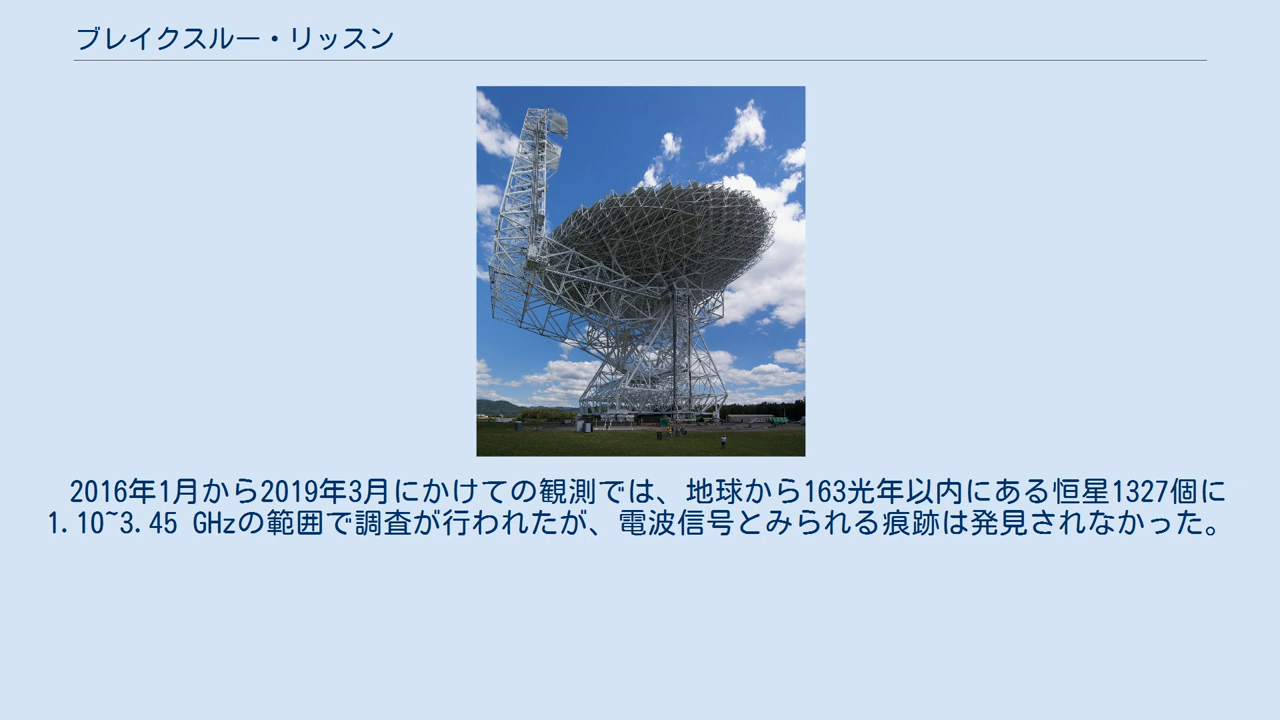 ブレイクスルー・リッスン
2016年1月から2019年3月にかけての観測では、地球から163光年以内にある恒星1327個に
1.10~3.45 GHzの範囲で調査が行われたが、電波信号とみられる痕跡は発見されなかった。